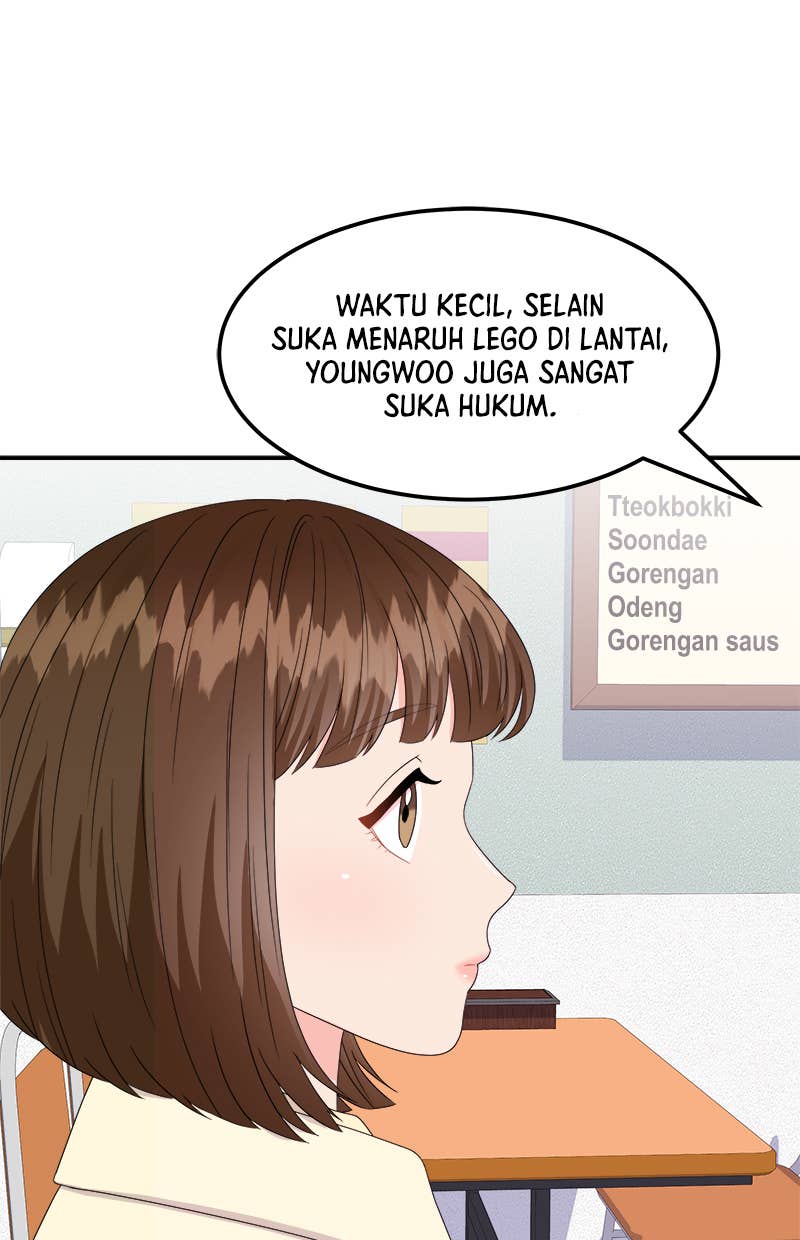 WAKTU KECIL, SELAIN
SUKA MENARUH LEGO DI LANTAI,
YOUNGWOO JUGA SANGAT
SUKA HUKUM.
Tteokbokki
Soondae
Gorengan
Odeng
Gorengan saus